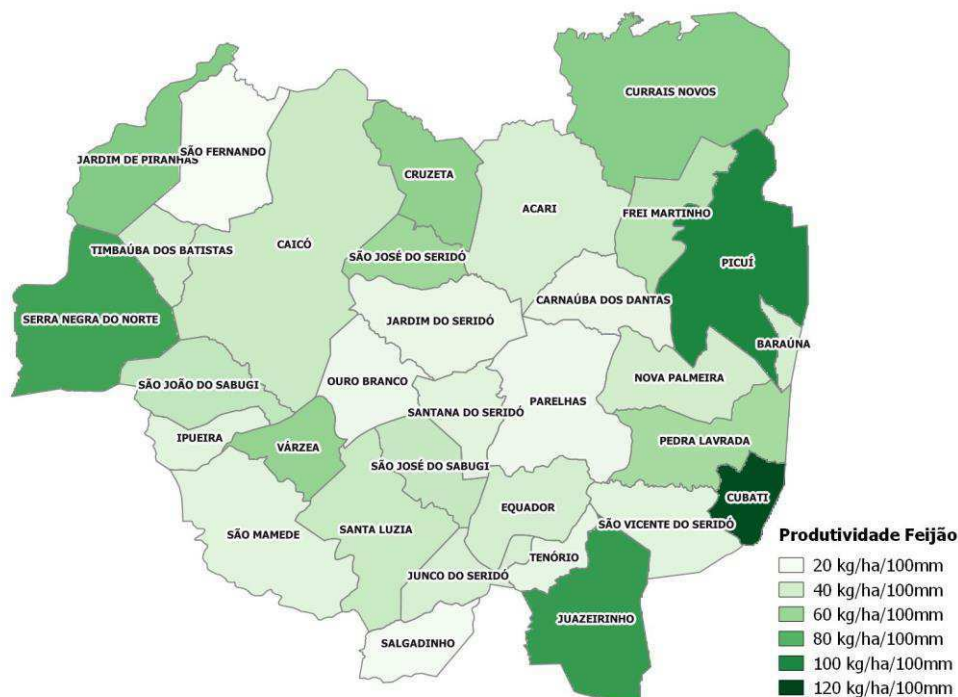 CURRAIS NOVOS
SÃO FERNANDO
JARDIM DE PIRANHAS
CRUZETA
ACARI
FREI MARTINHO
TIMBAÚBA DOS BATISTAS
CAICÓ
SÃO JOSÉ DO SERIDÓ
PICUÍ
CARNAÚBA DOS DANTAS
SERRA NEGRA DO NORTE
JARDIM DO SERIDÓ
BARAÚNA
SÃO JOÃO DO SABUGI
OURO BRANCO
NOVA PALMEIRA
PARELHAS
SANTANA DO SERIDÓ
IPUEIRA
VÁRZEA
PEDRA LAVRADA
SÃO JOSÉ DO SABUGI
CUBATI
EQUADOR
SÃO VICENTE DO SERIDÓ
SÃO MAMEDE
SANTA LUZIA
TENÓRIO
JUNCO DO SERIDÓ
JUAZEIRINHO
SALGADINHO
Produtividade Feijão
20 kg/ha/100mm
40 kg/ha/100mm
60 kg/ha/100mm
80 kg/ha/100mm
100 kg/ha/100mm
120 kg/ha/100mm